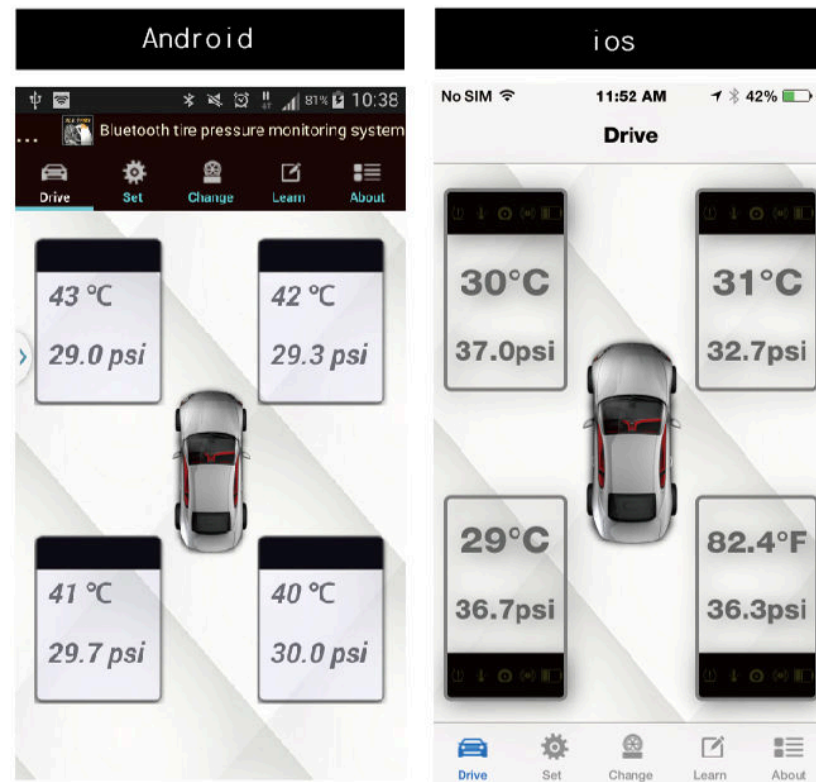 Android
81% 10:38
... Bluetooth tire pressure monitoring system
Drive Set Change Learn About
43 °C
29.0 psi
42 °C
29.3 psi
41 °C
29.7 psi
40 °C
30.0 psi
ios
No SIM 11:52 AM 42%
Drive
30°C
37.0psi
31°C
32.7psi
29°C
36.7psi
82.4°F
36.3psi
Drive Set Change Learn About